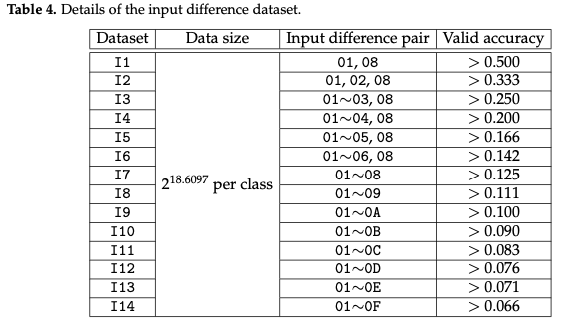 Table 4. Details of the input difference dataset.
Dataset Data size Input difference pair Valid accuracy
I1 01, 08 > 0.500
I2 01, 02, 08 > 0.333
I3 01∼03, 08 > 0.250
I4 01∼04, 08 > 0.200
I5 01∼05, 08 > 0.166
I6 01∼06, 08 > 0.142
I7 01∼08 > 0.125
2^18.6097 per class
I8 01∼09 > 0.111
I9 01∼0A > 0.100
I10 01∼0B > 0.090
I11 01∼0C > 0.083
I12 01∼0D > 0.076
I13 01∼0E > 0.071
I14 01∼0F > 0.066